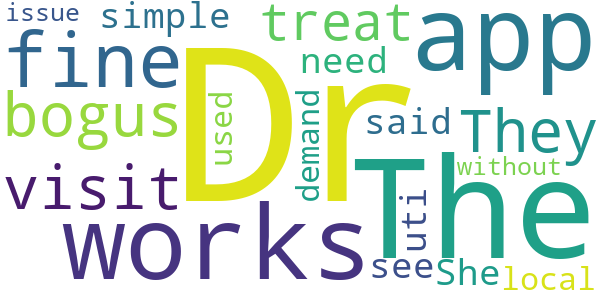 issue simple treat app
fine need
bogus used Dr demand said They
visit The without
works uti see She local